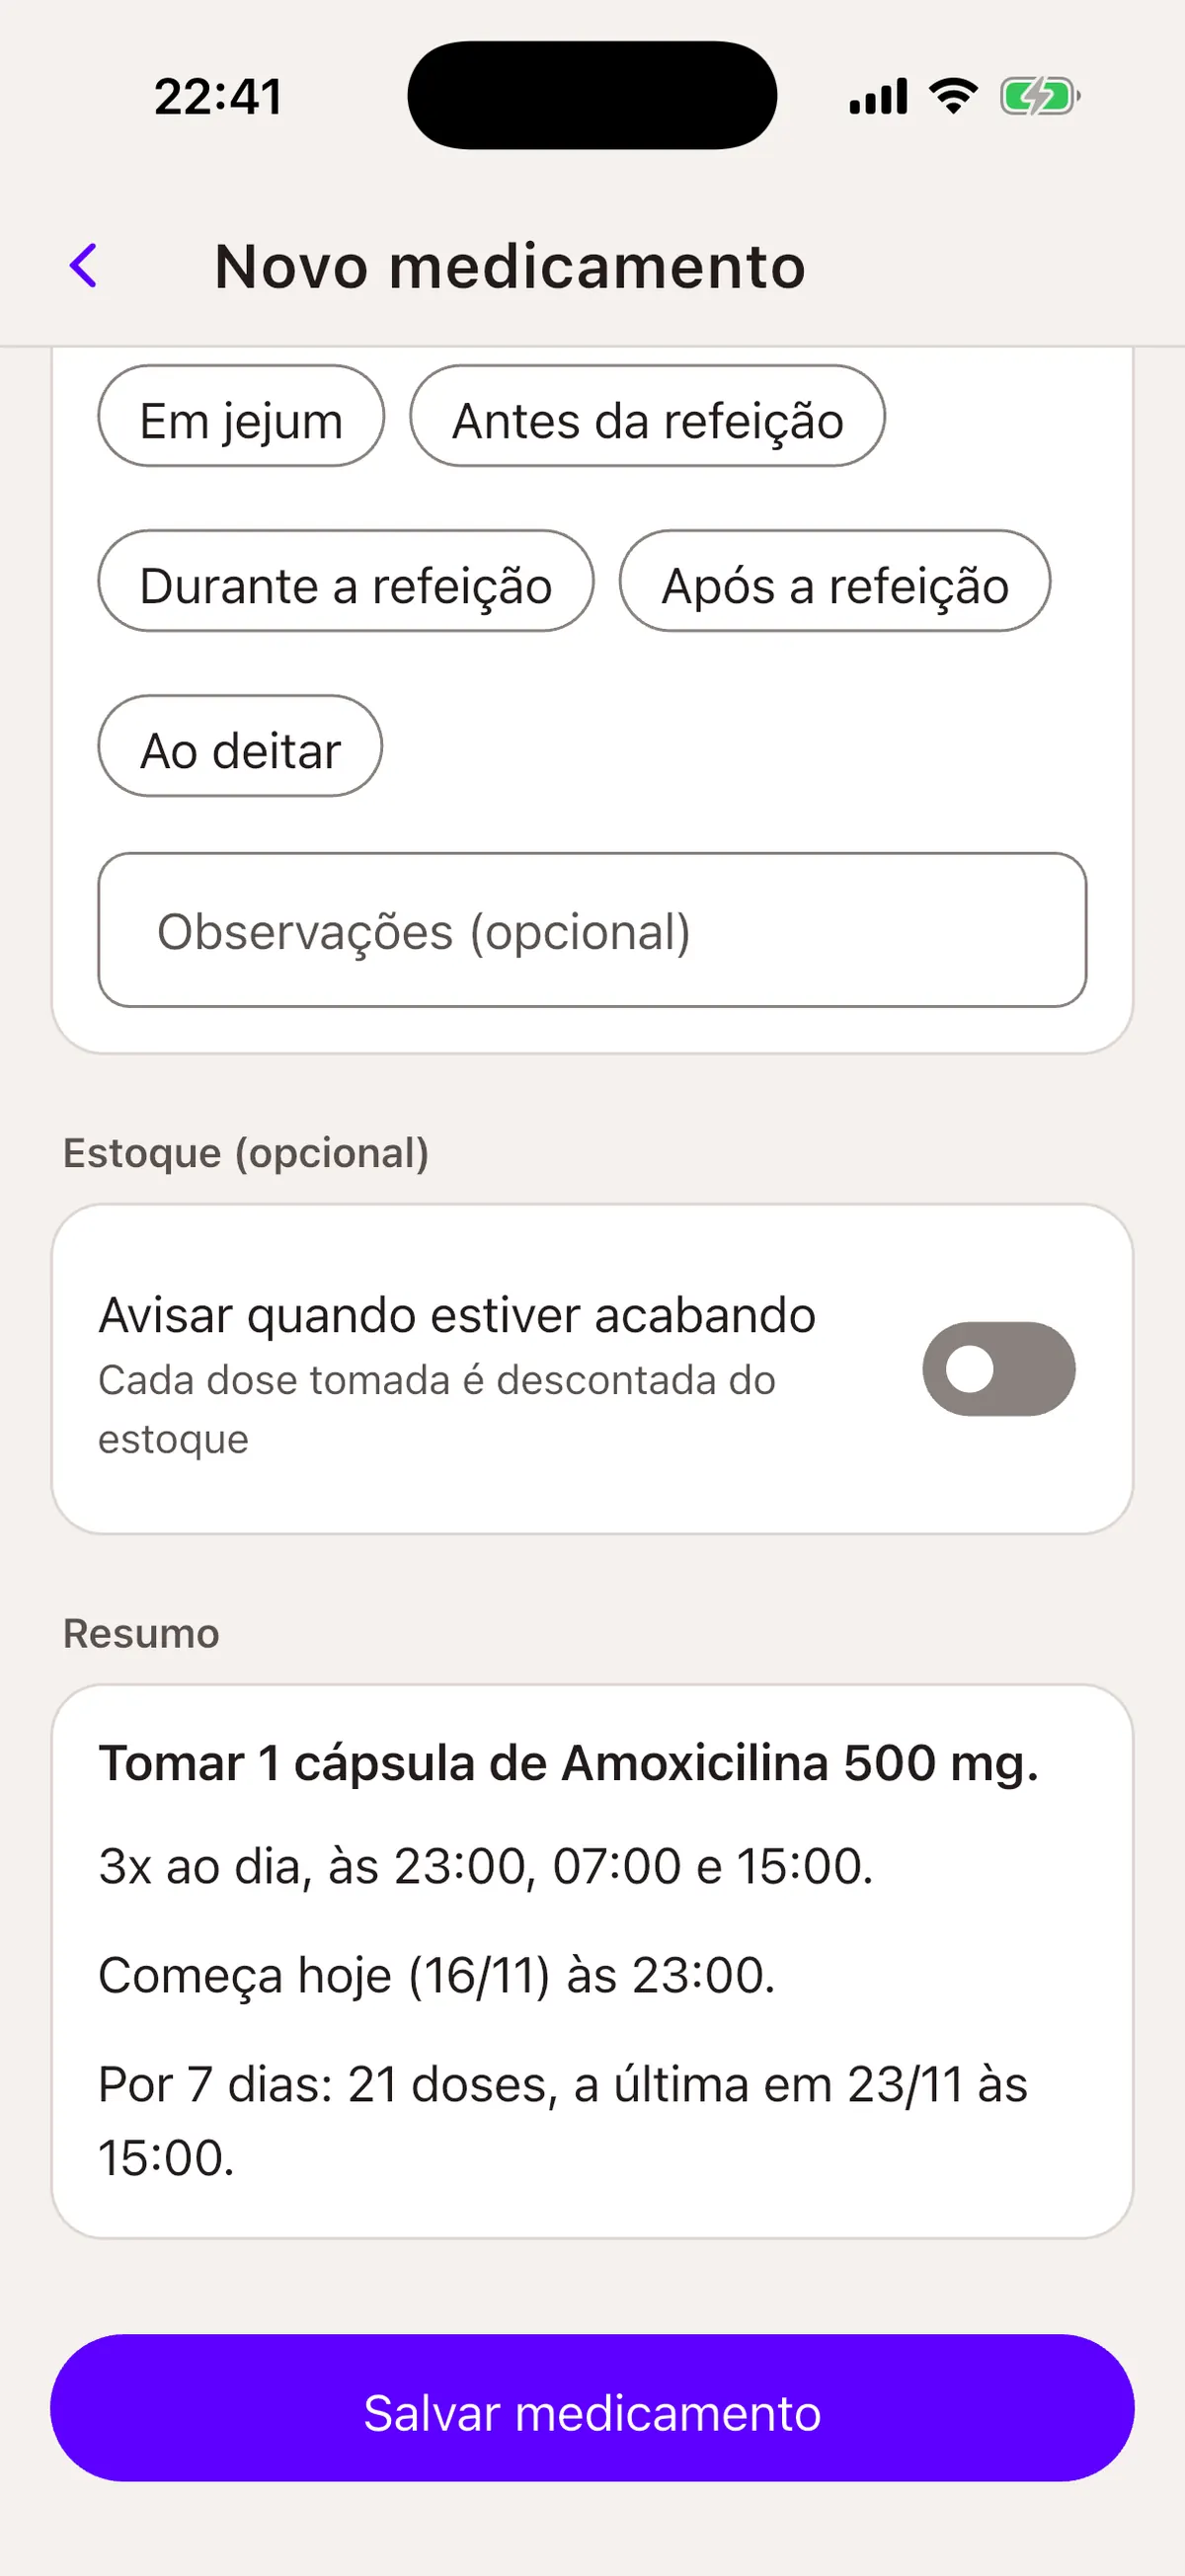 22:41
Novo medicamento
Em jejum
Antes da refeição
Durante a refeição
Após a refeição
Ao deitar
Observações (opcional)
Estoque (opcional)
Avisar quando estiver acabando
Cada dose tomada é descontada do
estoque
Resumo
Tomar 1 cápsula de Amoxicilina 500 mg.
3x ao dia, às 23:00, 07:00 e 15:00.
Começa hoje (16/11) às 23:00.
Por 7 dias: 21 doses, a última em 23/11 às
15:00.
Salvar medicamento